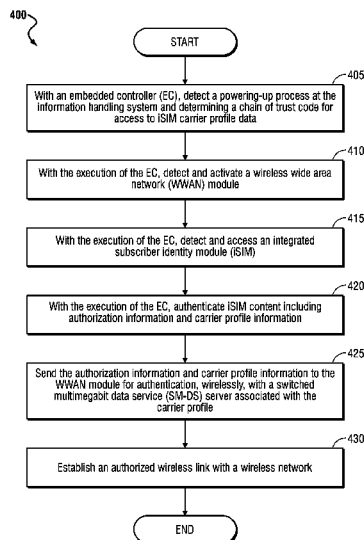 400
START
405
With an embedded controller (EC), detect a powering-up process at the
information handling system and determining a chain of trust code for
access to iSIM carrier profile data
410
With the execution of the EC, detect and activate a wireless wide area
network (WWAN) module
415
With the execution of the EC, detect and access an integrated
subscriber identity module (iSIM)
420
With the execution of the EC, authenticate iSIM content including
authorization information and carrier profile information
425
Send the authorization information and carrier profile information to the
WWAN module for authentication, wirelessly, with a switched
multimegabit data service (SM-DS) server associated with the
carrier profile
430
Establish an authorized wireless link with a wireless network
END